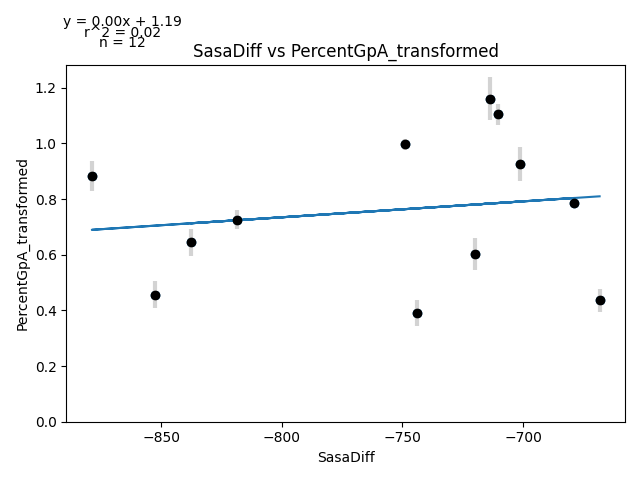 y = 0.00x + 1.19
r^2 = 0.02
n = 12
SasaDiff vs PercentGpA_transformed
PercentGpA_transformed
1.2
1.0
0.8
0.6
0.4
0.2
0.0
−850
−800
−750
−700
SasaDiff